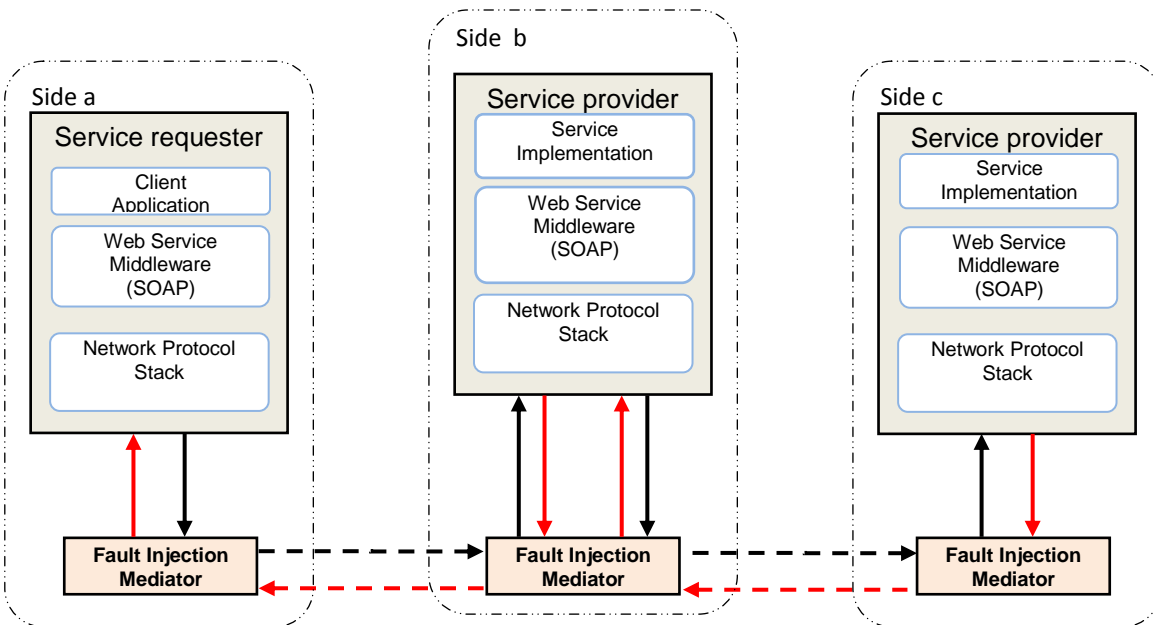 Side a
Service requester
Client
Application
Web Service
Middleware
(SOAP)
Network Protocol
Stack
Fault Injection
Mediator
Side b
Service provider
Service
Implementation
Web Service
Middleware
(SOAP)
Network Protocol
Stack
Fault Injection
Mediator
Side c
Service provider
Service
Implementation
Web Service
Middleware
(SOAP)
Network Protocol
Stack
Fault Injection
Mediator